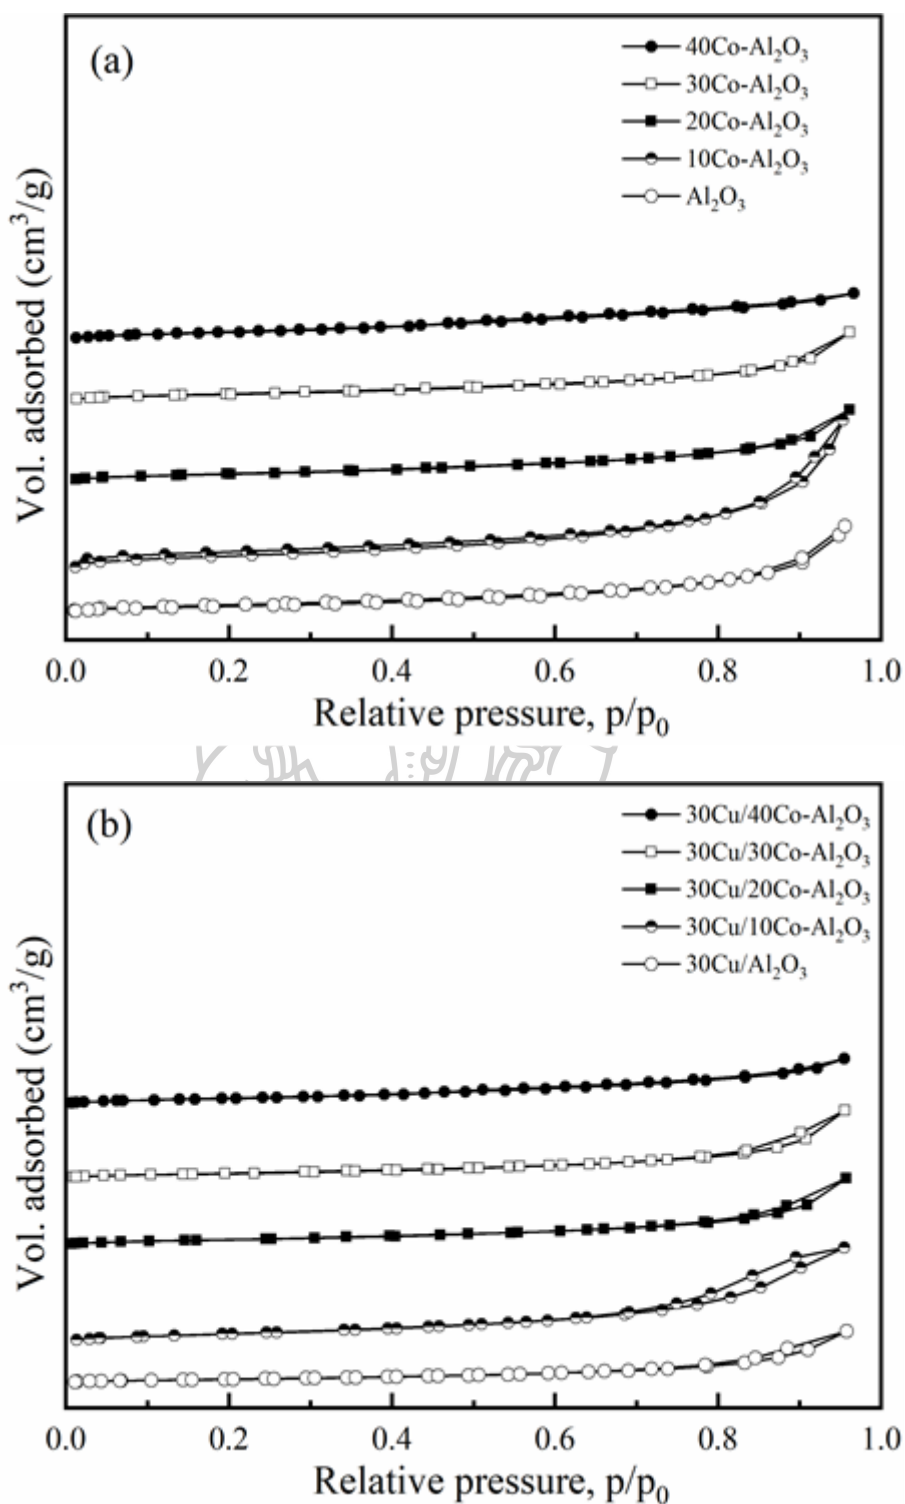 (a)
40Co-Al₂O₃
30Co-Al₂O₃
20Co-Al₂O₃
10Co-Al₂O₃
Al₂O₃
Vol. adsorbed (cm³/g)
0.0 0.2 0.4 0.6 0.8 1.0
Relative pressure, p/p₀
(b)
30Cu/40Co-Al₂O₃
30Cu/30Co-Al₂O₃
30Cu/20Co-Al₂O₃
30Cu/10Co-Al₂O₃
30Cu/Al₂O₃
Vol. adsorbed (cm³/g)
0.0 0.2 0.4 0.6 0.8 1.0
Relative pressure, p/p₀